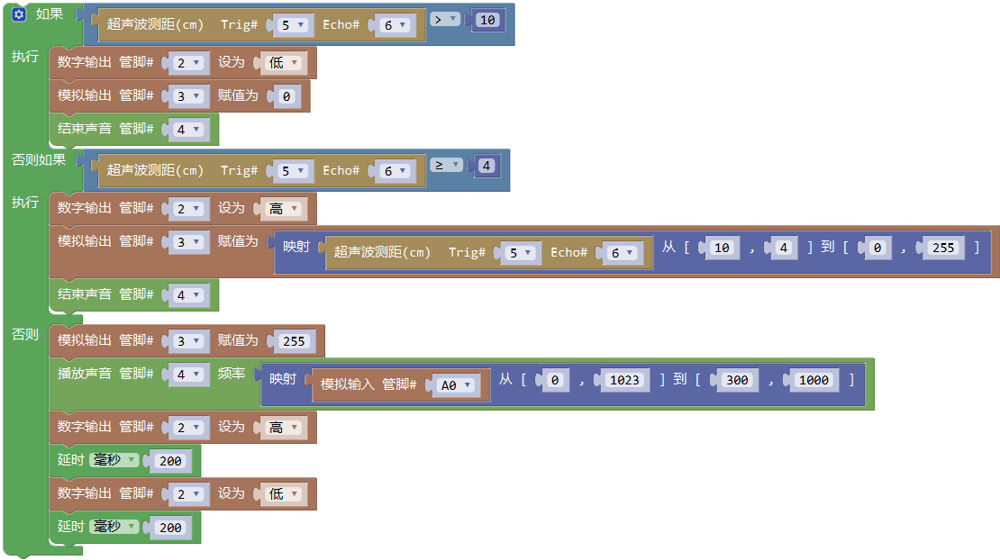 如果 超声波测距(cm) Trig# 5 Echo# 6 > 10
执行 数字输出 管脚# 2 设为 低
模拟输出 管脚# 3 赋值为 0
结束声音 管脚# 4
否则如果 超声波测距(cm) Trig# 5 Echo# 6 ≥ 4
执行 数字输出 管脚# 2 设为 高
模拟输出 管脚# 3 赋值为 映射 超声波测距(cm) Trig# 5 Echo# 6 从 [ 10 , 4 ] 到 [ 0 , 255 ]
结束声音 管脚# 4
否则 模拟输出 管脚# 3 赋值为 255
播放声音 管脚# 4 频率 映射 模拟输入 管脚# A0 从 [ 0 , 1023 ] 到 [ 300 , 1000 ]
数字输出 管脚# 2 设为 高
延时 毫秒 200
数字输出 管脚# 2 设为 低
延时 毫秒 200